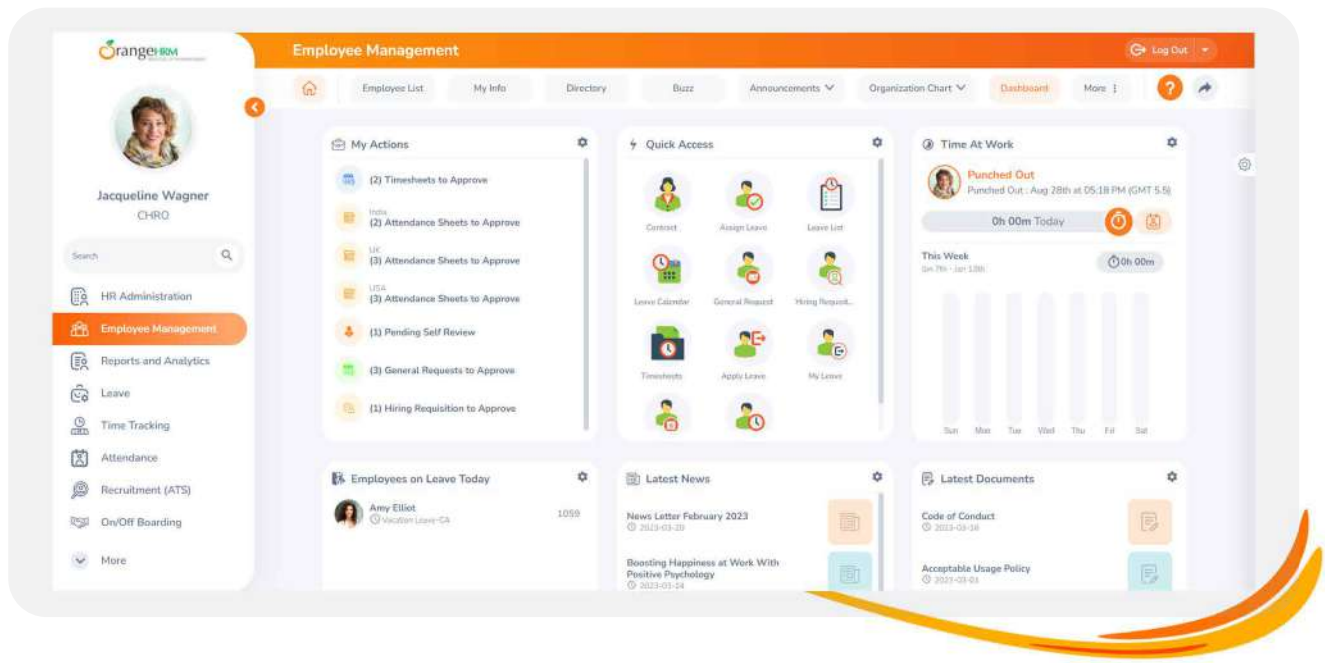 OrangeHRM
Jacqueline Wagner
CHRO
Search
HR Administration
Employee Management
Reports and Analytics
Leave
Time Tracking
Attendance
Recruitment (ATS)
On/Off Boarding
More
Employee Management
Log Out
Employee List
My Info
Directory
Buzz
Announcements
Organization Chart
Dashboard
More
?
My Actions
(2) Timesheets to Approve
India
(2) Attendance Sheets to Approve
UK
(3) Attendance Sheets to Approve
USA
(3) Attendance Sheets to Approve
(1) Pending Self Review
(3) General Requests to Approve
(1) Hiring Requisition to Approve
Quick Access
Contract
Assign Leave
Leave List
Leave Calendar
General Request
Hiring Request...
Timesheets
Apply Leave
My Leave
Time At Work
Punched Out
Punched Out : Aug 28th at 05:18 PM (GMT 5.5)
0h 00m Today
This Week
0h 00m
Sun
Mon
Tue
Wed
Thu
Fri
Sat
Employees on Leave Today
Amy Elliot
1059
Vacation Leave-CA
Latest News
News Letter February 2023
2023-03-20
Boosting Happiness at Work With
Positive Psychology
2023-03-14
Latest Documents
Code of Conduct
Acceptable Usage Policy